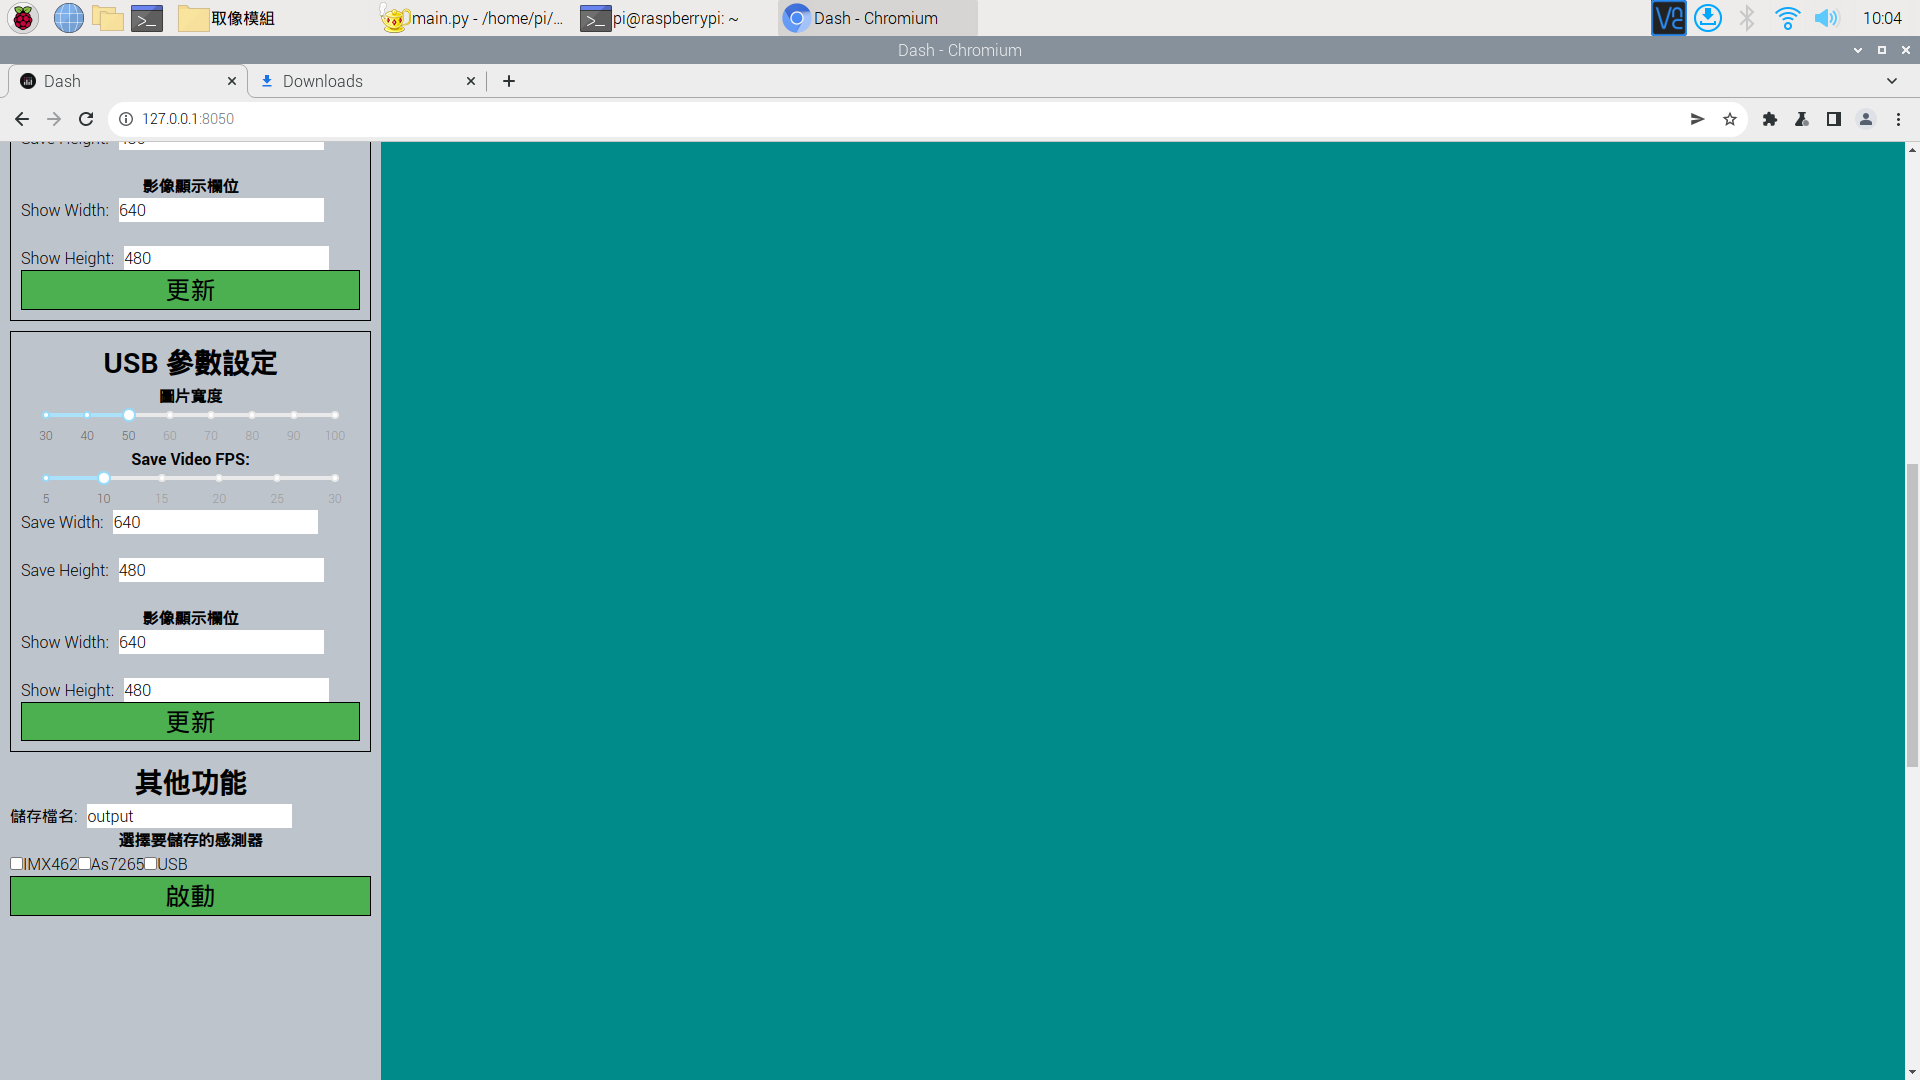 取像模組
main.py - /home/pi/...
pi@raspberrypi: ~
Dash - Chromium
10:04
Dash - Chromium
Dash
Downloads
127.0.0.1:8050
Save Height: 480
影像顯示欄位
Show Width: 640
Show Height: 480
更新
USB 參數設定
圖片寬度
30 40 50 60 70 80 90 100
Save Video FPS:
5 10 15 20 25 30
Save Width: 640
Save Height: 480
影像顯示欄位
Show Width: 640
Show Height: 480
更新
其他功能
儲存檔名: output
選擇要儲存的感測器
IMX462 As7265 USB
啟動